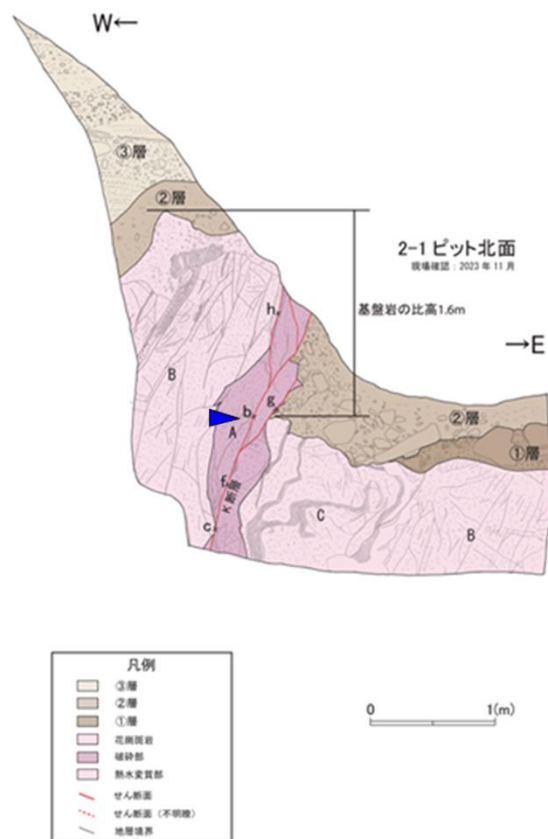 W←
③層
②層
2-1 ピット北面
現場確認：2023 年 11 月
h
基盤岩の比高1.6m
→E
B
g
b
A
②層
①層
f
K断層
C
c
B
凡例
③層
②層
①層
花崗斑岩
破砕部
熱水変質部
せん断面
せん断面（不明瞭）
地層境界
0 1(m)